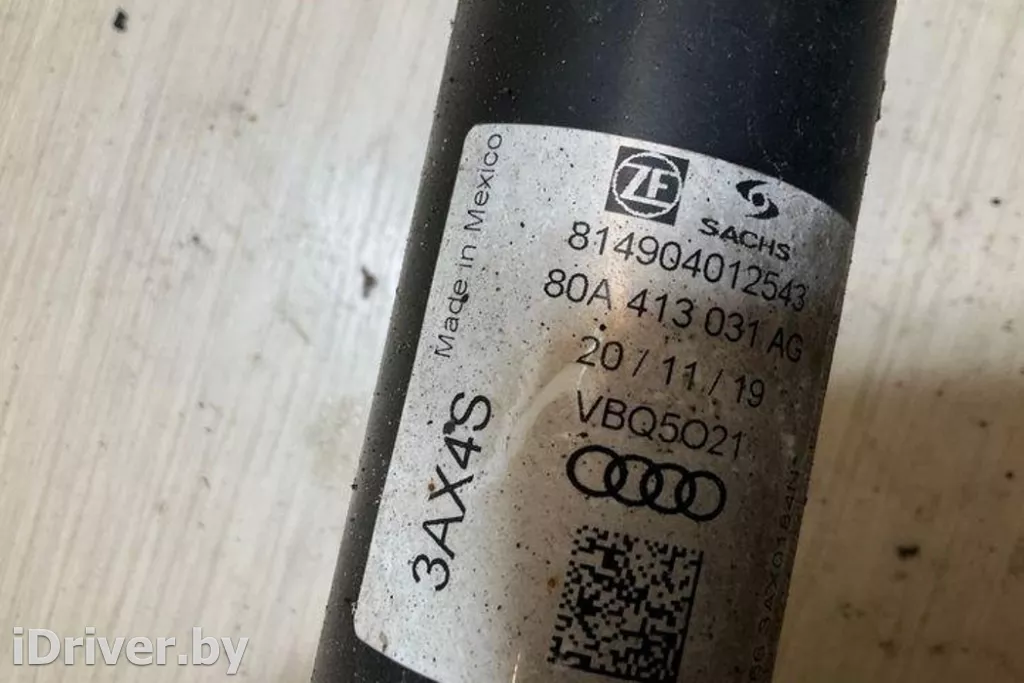 ZF
SACHS
814904012543
80A 413 031 AG
20 / 11 / 19
VBQ5O21
Made in Mexico
3AX4S
iDriver.by